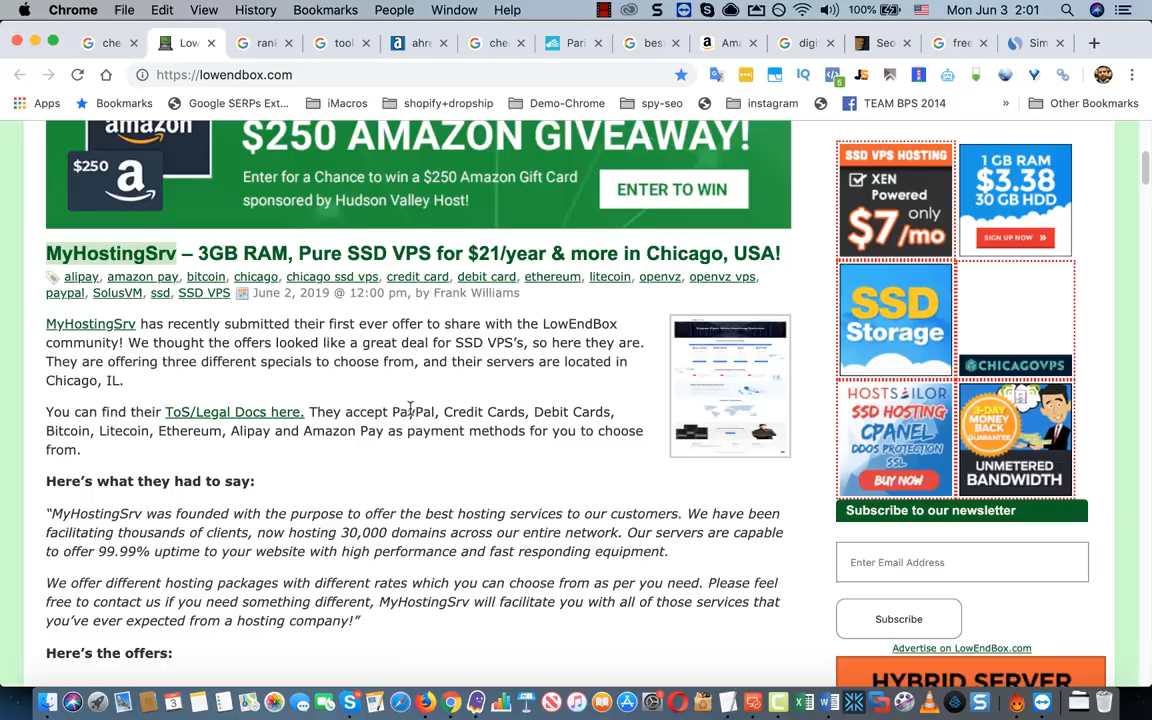 Chrome File Edit View History Bookmarks People Window Help 100% Mon Jun 3 2:01
che Low rank tool ahre che Pari bes Ama digi Seo free Sim
https://lowendbox.com
Apps Bookmarks Google SERPs Ext... iMacros shopify+dropship Demo-Chrome spy-seo instagram TEAM BPS 2014 » Other Bookmarks
amazon
$250
$250 AMAZON GIVEAWAY!
Enter for a Chance to win a $250 Amazon Gift Card
sponsored by Hudson Valley Host!
ENTER TO WIN
MyHostingSrv – 3GB RAM, Pure SSD VPS for $21/year & more in Chicago, USA!
alipay, amazon pay, bitcoin, chicago, chicago ssd vps, credit card, debit card, ethereum, litecoin, openvz, openvz vps,
paypal, SolusVM, ssd, SSD VPS June 2, 2019 @ 12:00 pm, by Frank Williams
MyHostingSrv has recently submitted their first ever offer to share with the LowEndBox
community! We thought the offers looked like a great deal for SSD VPS's, so here they are.
They are offering three different specials to choose from, and their servers are located in
Chicago, IL.
You can find their ToS/Legal Docs here. They accept PayPal, Credit Cards, Debit Cards,
Bitcoin, Litecoin, Ethereum, Alipay and Amazon Pay as payment methods for you to choose
from.
Here's what they had to say:
"MyHostingSrv was founded with the purpose to offer the best hosting services to our customers. We have been
facilitating thousands of clients, now hosting 30,000 domains across our entire network. Our servers are capable
to offer 99.99% uptime to your website with high performance and fast responding equipment.
We offer different hosting packages with different rates which you can choose from as per you need. Please feel
free to contact us if you need something different, MyHostingSrv will facilitate you with all of those services that
you've ever expected from a hosting company!"
Here's the offers:
SSD VPS HOSTING
XEN
Powered
$7 only
/mo
1 GB RAM
$3.38
30 GB HDD
SIGN UP NOW »
SSD
Storage
CHICAGOVPS
HOSTSAILOR
SSD HOSTING
CPANEL
DDOS PROTECTION
SSL
BUY NOW
3-DAY
MONEY
BACK
GUARANTEE
UNMETERED
BANDWIDTH
Subscribe to our newsletter
Enter Email Address
Subscribe
Advertise on LowEndBox.com
HYBRID SERVER